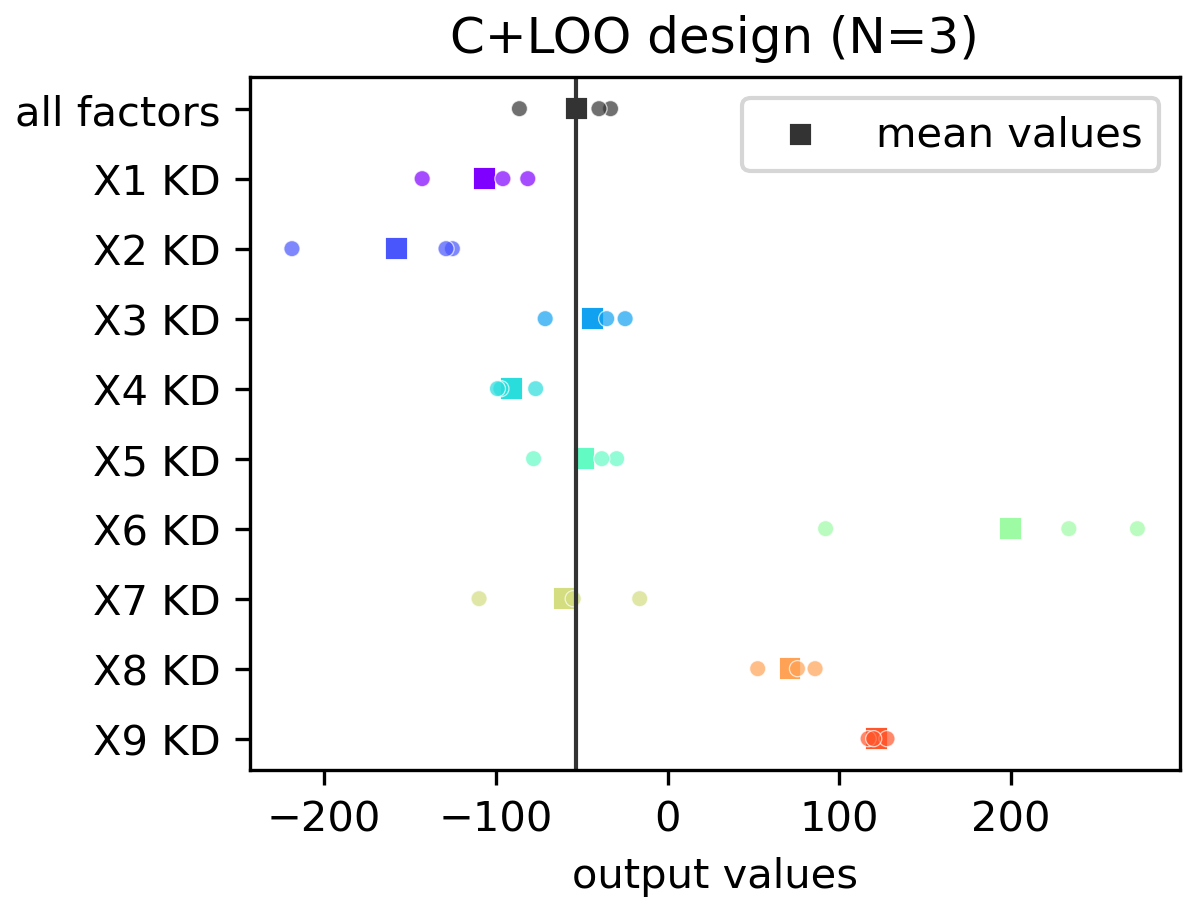 C+LOO design (N=3)
all factors
mean values
X1 KD
X2 KD
X3 KD
X4 KD
X5 KD
X6 KD
X7 KD
X8 KD
X9 KD
−200 −100 0 100 200
output values